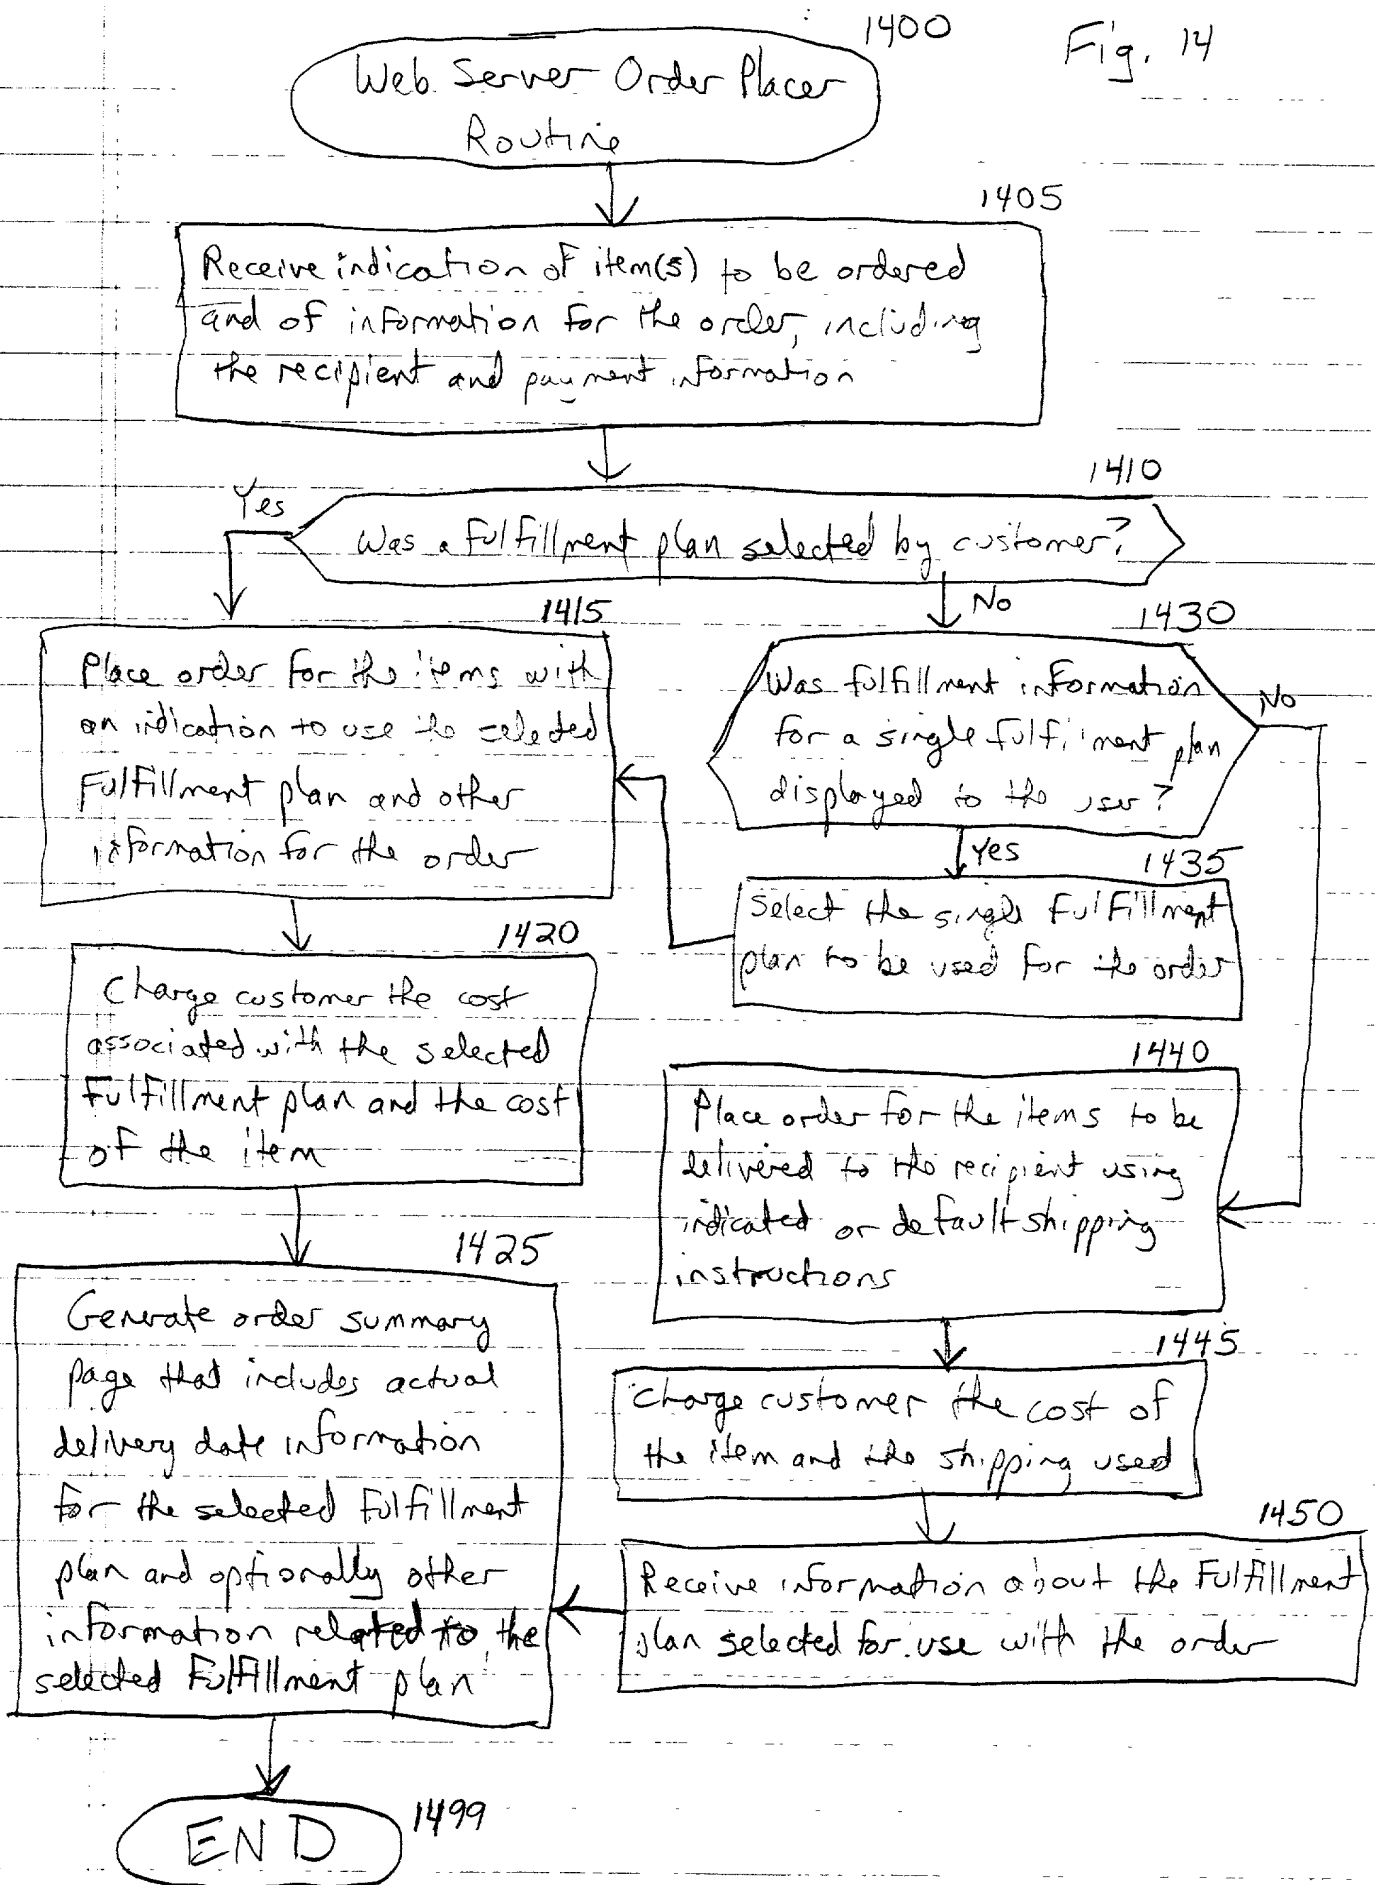 1400
Fig. 14
Web Server Order Placer
Routine
1405
Receive indication of item(s) to be ordered
and of information for the order, including
the recipient and payment information
1410
Yes
Was a fulfillment plan selected by customer?
No
1415
Place order for the items with
an indication to use the selected
Fulfillment plan and other
information for the order
1430
Was fulfillment information
for a single fulfillment plan
displayed to the user?
No
Yes
1435
Select the single fulfillment
plan to be used for the order
1420
Charge customer the cost
associated with the selected
Fulfillment plan and the cost
of the item
1440
Place order for the items to be
delivered to the recipient using
indicated or default shipping
instructions
1425
Generate order summary
page that includes actual
delivery date information
for the selected Fulfillment
plan and optionally other
information related to the
selected Fulfillment plan
1445
Charge customer the cost of
the item and the shipping used
1450
Receive information about the Fulfillment
plan selected for use with the order
END
1499